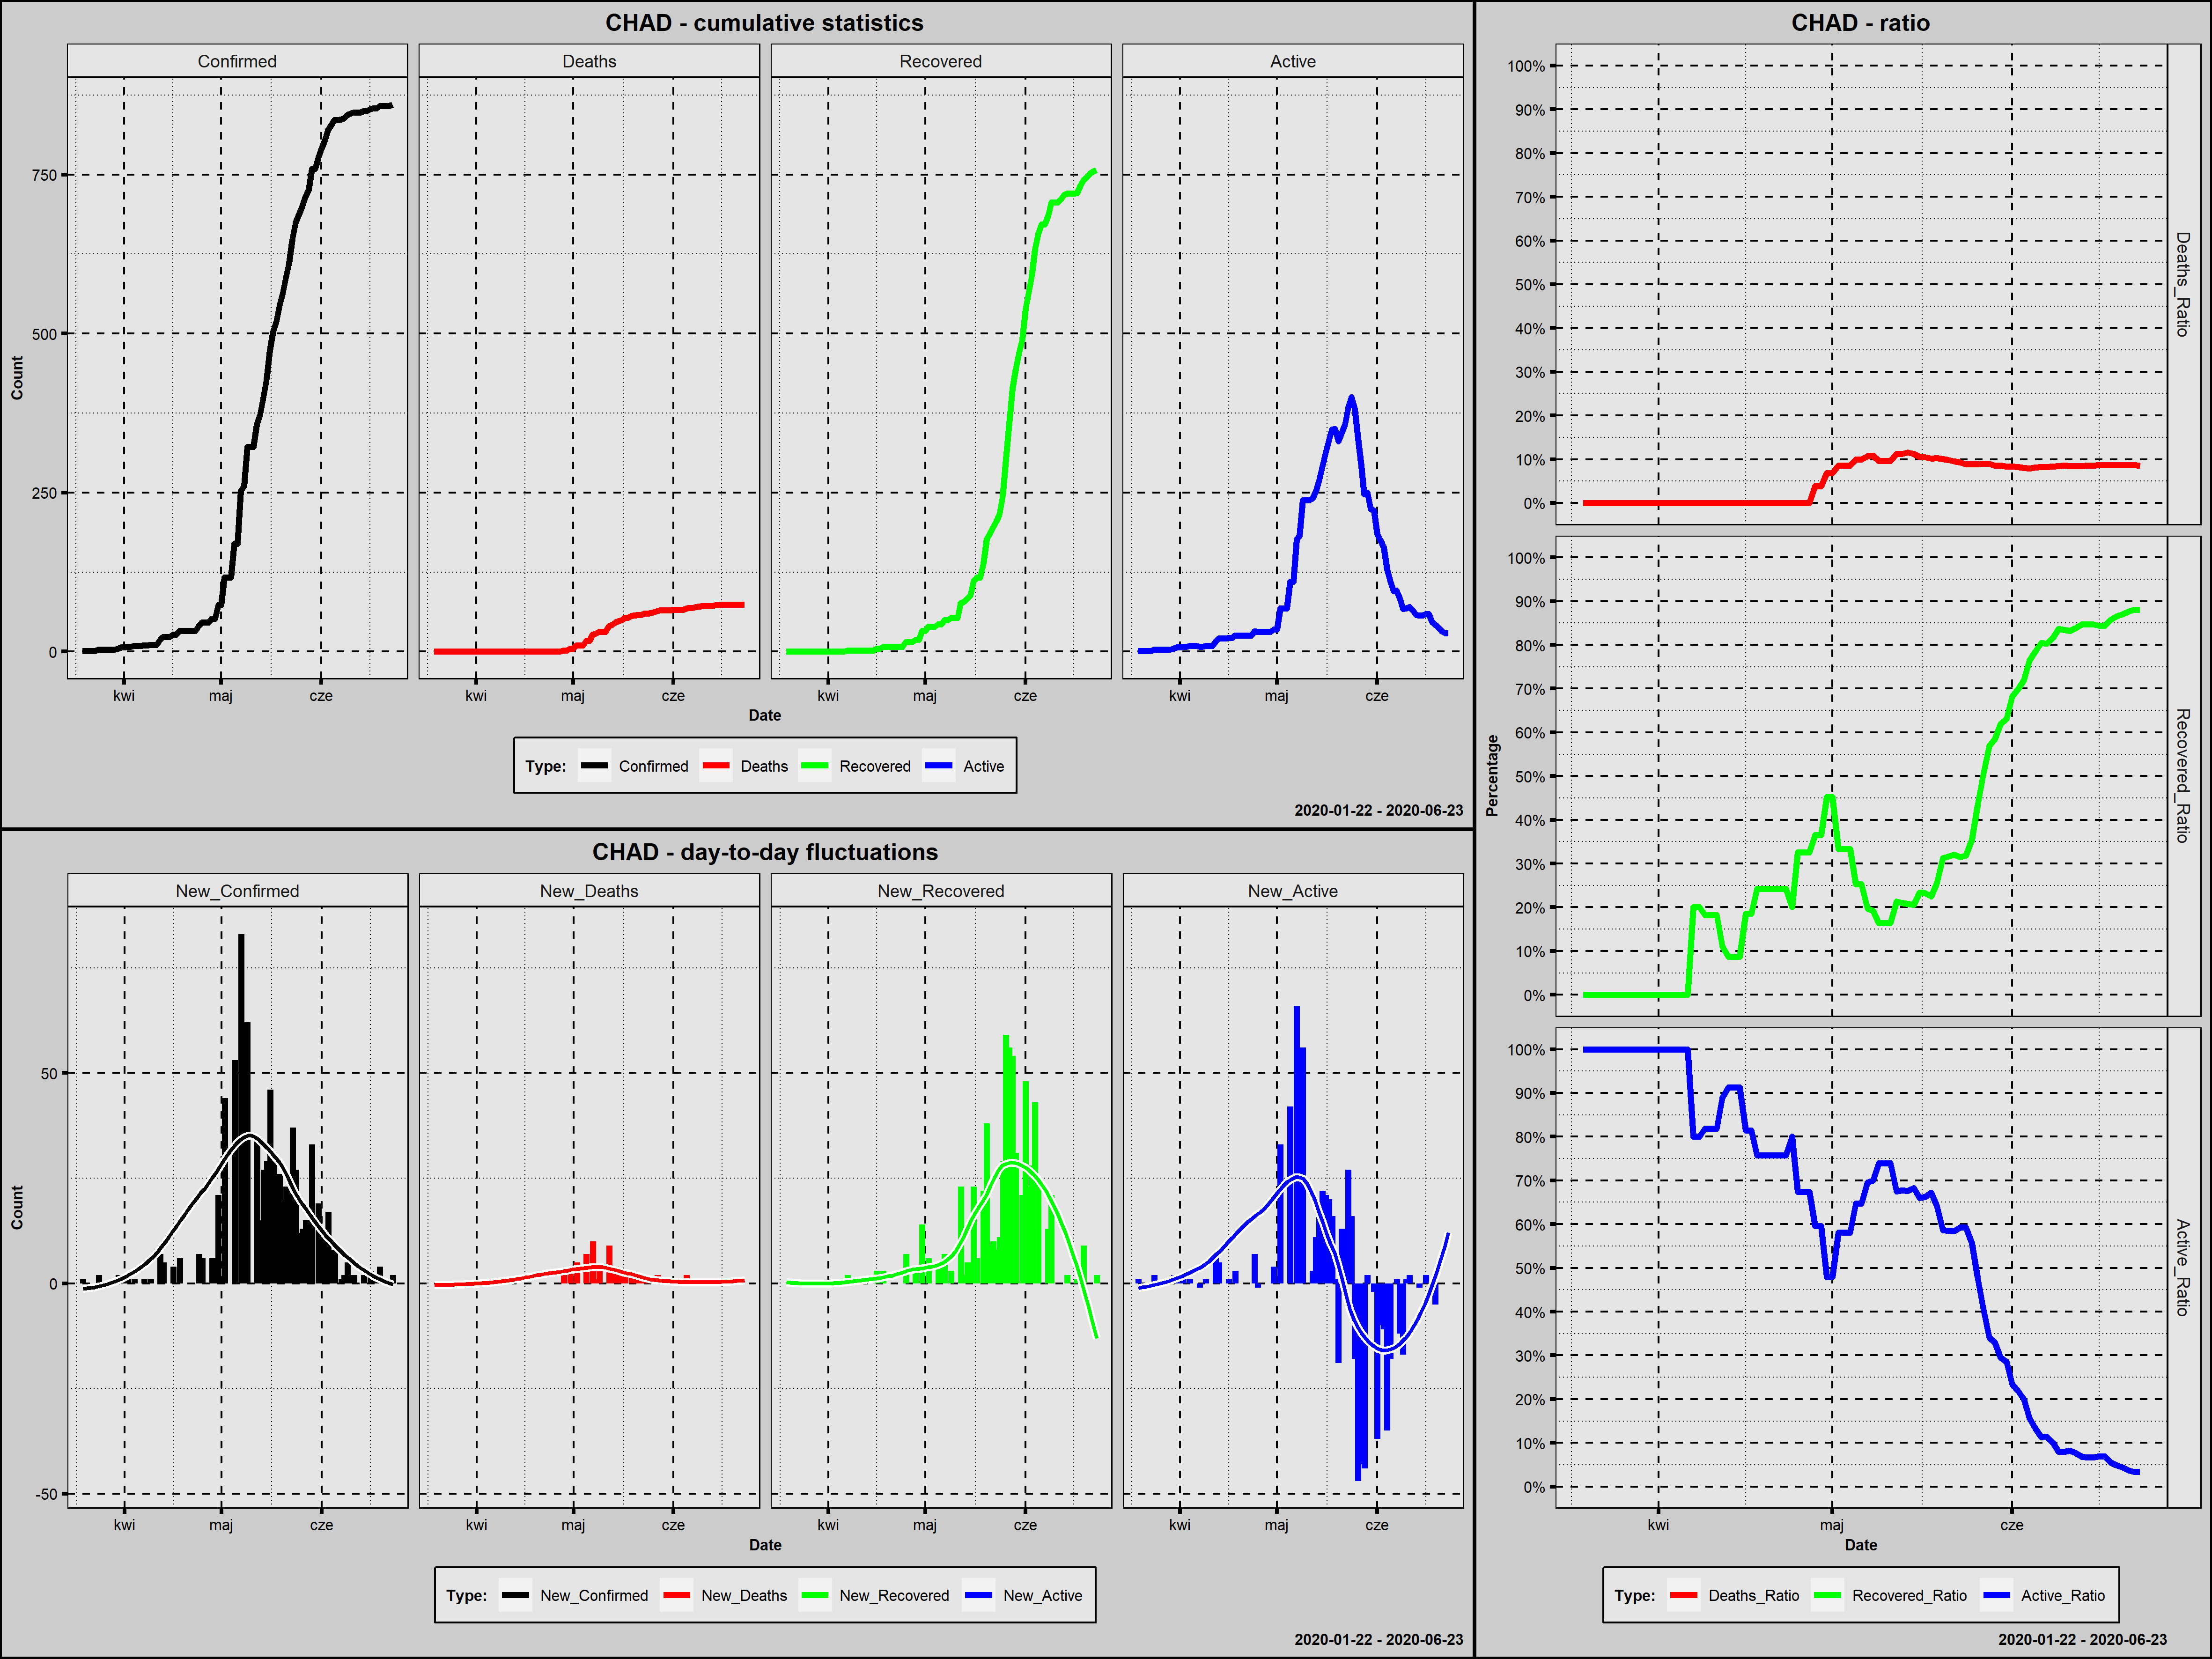 CHAD - cumulative statistics
Confirmed Deaths Recovered Active
Count
750
500
250
0
kwi maj cze kwi maj cze kwi maj cze kwi maj cze
Date
Type: Confirmed Deaths Recovered Active
2020-01-22 - 2020-06-23
CHAD - day-to-day fluctuations
New_Confirmed New_Deaths New_Recovered New_Active
Count
50
0
-50
kwi maj cze kwi maj cze kwi maj cze kwi maj cze
Date
Type: New_Confirmed New_Deaths New_Recovered New_Active
2020-01-22 - 2020-06-23
CHAD - ratio
Percentage
100%
90%
80%
70%
60%
50%
40%
30%
20%
10%
0%
Deaths_Ratio
100%
90%
80%
70%
60%
50%
40%
30%
20%
10%
0%
Recovered_Ratio
100%
90%
80%
70%
60%
50%
40%
30%
20%
10%
0%
Active_Ratio
kwi maj cze
Date
Type: Deaths_Ratio Recovered_Ratio Active_Ratio
2020-01-22 - 2020-06-23